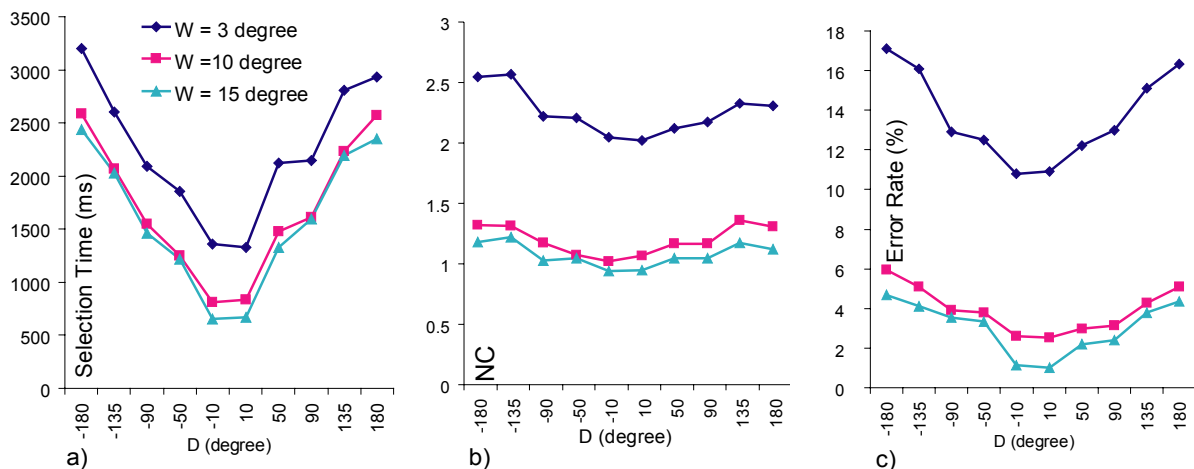 3500
3000
2500
2000
1500
1000
500
0
Selection Time (ms)
W = 3 degree
W =10 degree
W = 15 degree
-180 -135 -90 -50 -10 10 50 90 135 180
D (degree)
a)
3
2.5
2
1.5
1
0.5
0
NC
-180 -135 -90 -50 -10 10 50 90 135 180
D (degree)
b)
18
16
14
12
10
8
6
4
2
0
Error Rate (%)
-180 -135 -90 -50 -10 10 50 90 135 180
D (degree)
c)